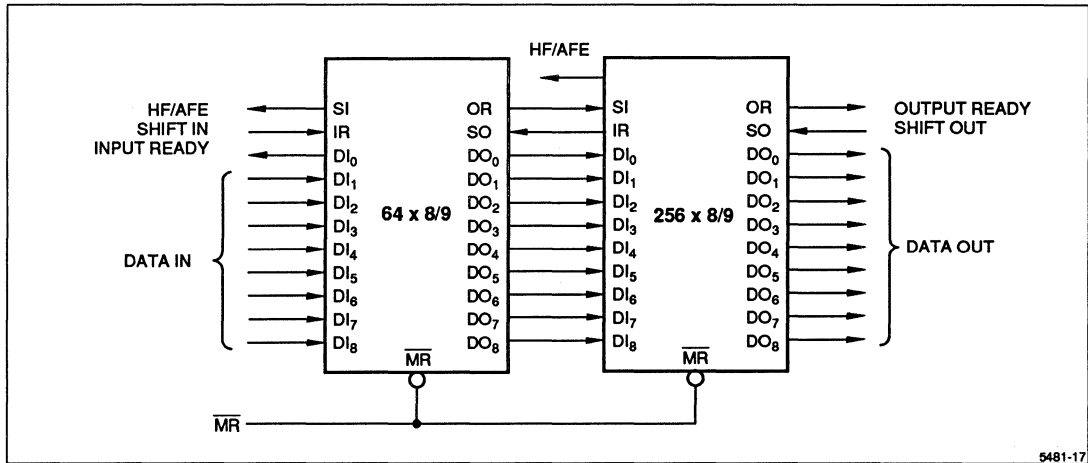 HF/AFE
HF/AFE
SHIFT IN
INPUT READY
DATA IN
SI
IR
DI₀
DI₁
DI₂
DI₃
DI₄
DI₅
DI₆
DI₇
DI₈
64 x 8/9
OR
SO
DO₀
DO₁
DO₂
DO₃
DO₄
DO₅
DO₆
DO₇
DO₈
M̅R̅
SI
IR
DI₀
DI₁
DI₂
DI₃
DI₄
DI₅
DI₆
DI₇
DI₈
256 x 8/9
OR
SO
DO₀
DO₁
DO₂
DO₃
DO₄
DO₅
DO₆
DO₇
DO₈
M̅R̅
OUTPUT READY
SHIFT OUT
DATA OUT
M̅R̅
5481-17